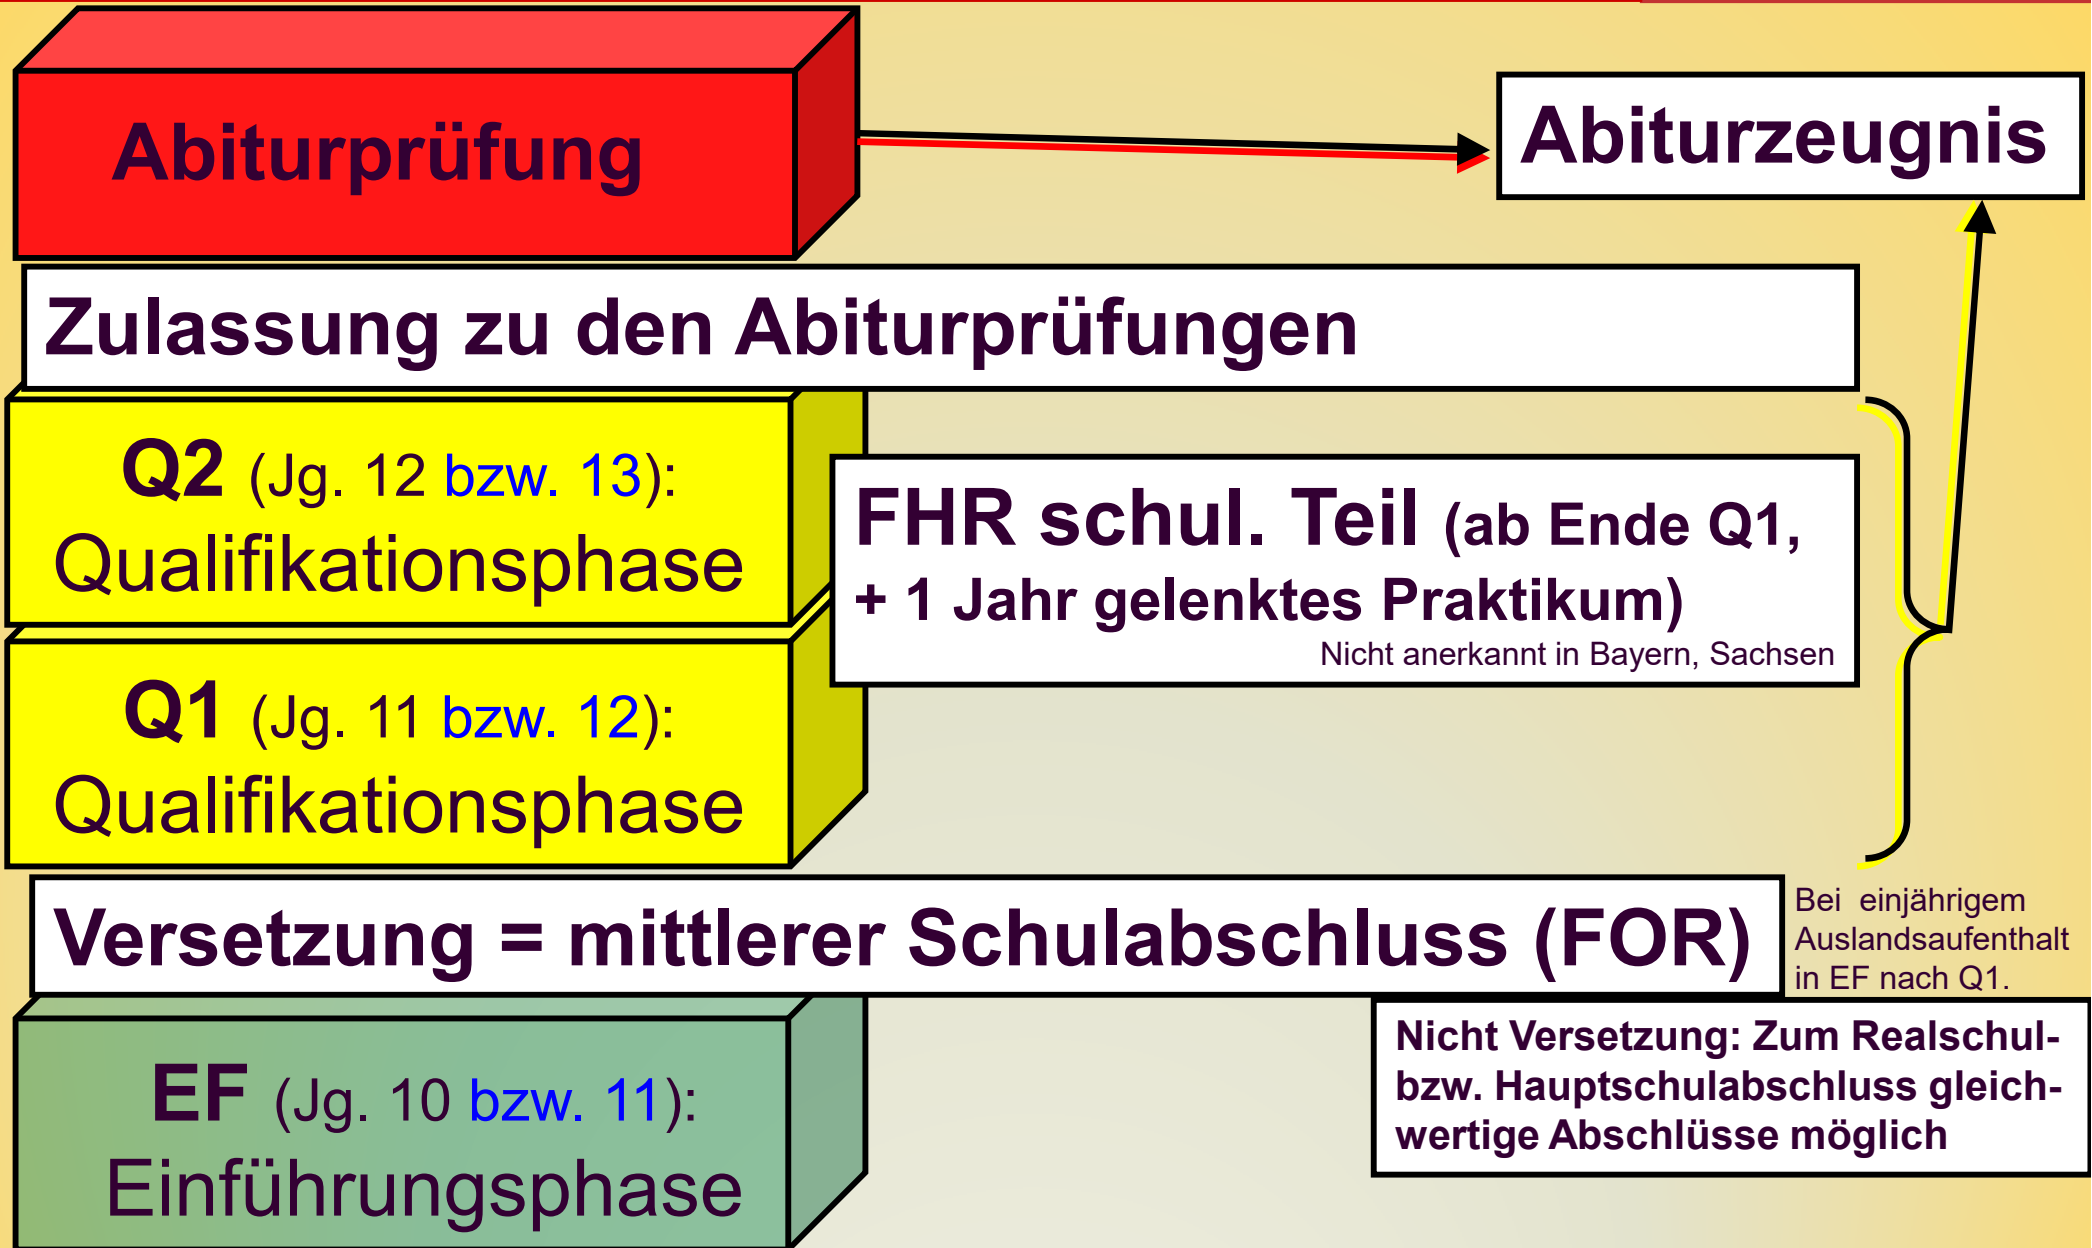 Abiturprüfung
Abiturzeugnis
Zulassung zu den Abiturprüfungen
Q2 (Jg. 12 bzw. 13):
Qualifikationsphase
FHR schul. Teil (ab Ende Q1,
+ 1 Jahr gelenktes Praktikum)
Nicht anerkannt in Bayern, Sachsen
Q1 (Jg. 11 bzw. 12):
Qualifikationsphase
Versetzung = mittlerer Schulabschluss (FOR)
Bei einjährigem
Auslandsaufenthalt
in EF nach Q1.
Nicht Versetzung: Zum Realschul-
bzw. Hauptschulabschluss gleich-
wertige Abschlüsse möglich
EF (Jg. 10 bzw. 11):
Einführungsphase